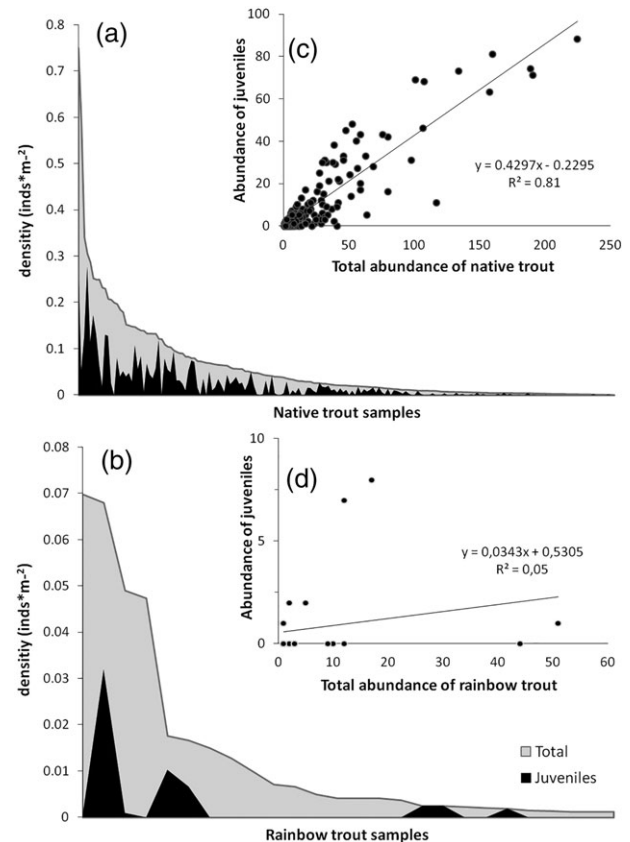 (a)
densitiy (inds*m-²)
0.8
0.7
0.6
0.5
0.4
0.3
0.2
0.1
0
Native trout samples
(c)
Abundance of juveniles
100
80
60
40
20
0
y = 0.4297x - 0.2295
R² = 0.81
0 50 100 150 200 250
Total abundance of native trout
(b)
densitiy (inds*m-²)
0.08
0.07
0.06
0.05
0.04
0.03
0.02
0.01
0
Rainbow trout samples
(d)
Abundance of juveniles
10
5
0
y = 0,0343x + 0,5305
R² = 0,05
0 10 20 30 40 50 60
Total abundance of rainbow trout
Total
Juveniles